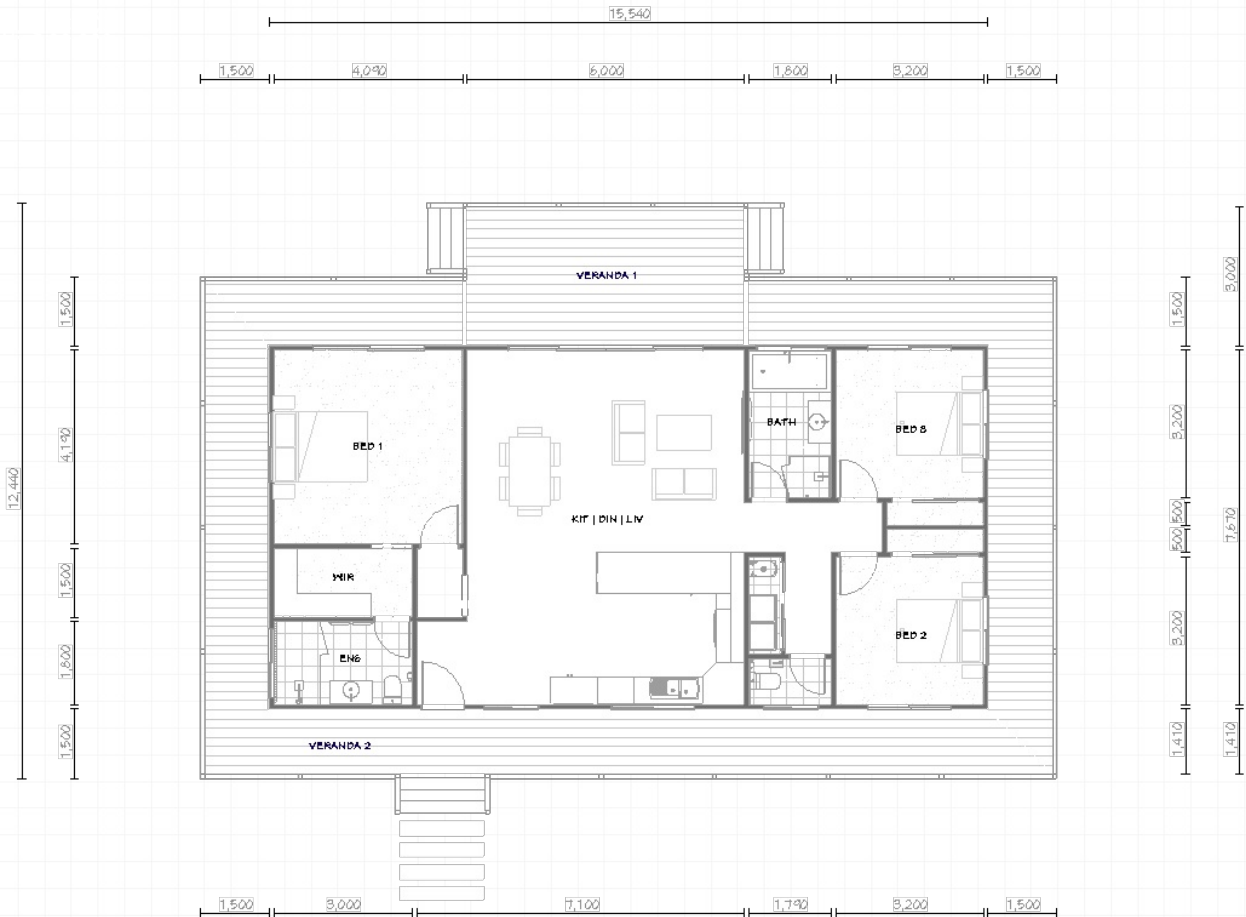 15,540
1,500 4,090 6,000 1,800 3,200 1,500
VERANDA 1
3,000
1,500
1,500
BED 1
BATH
BED 3
4,190
3,200
12,440
KIT | DIN | LIV
500
500
7,670
1,500
WIR
3,200
BED 2
1,800
ENS
1,500
VERANDA 2
1,410
1,410
1,500 3,000 7,100 1,790 3,200 1,500